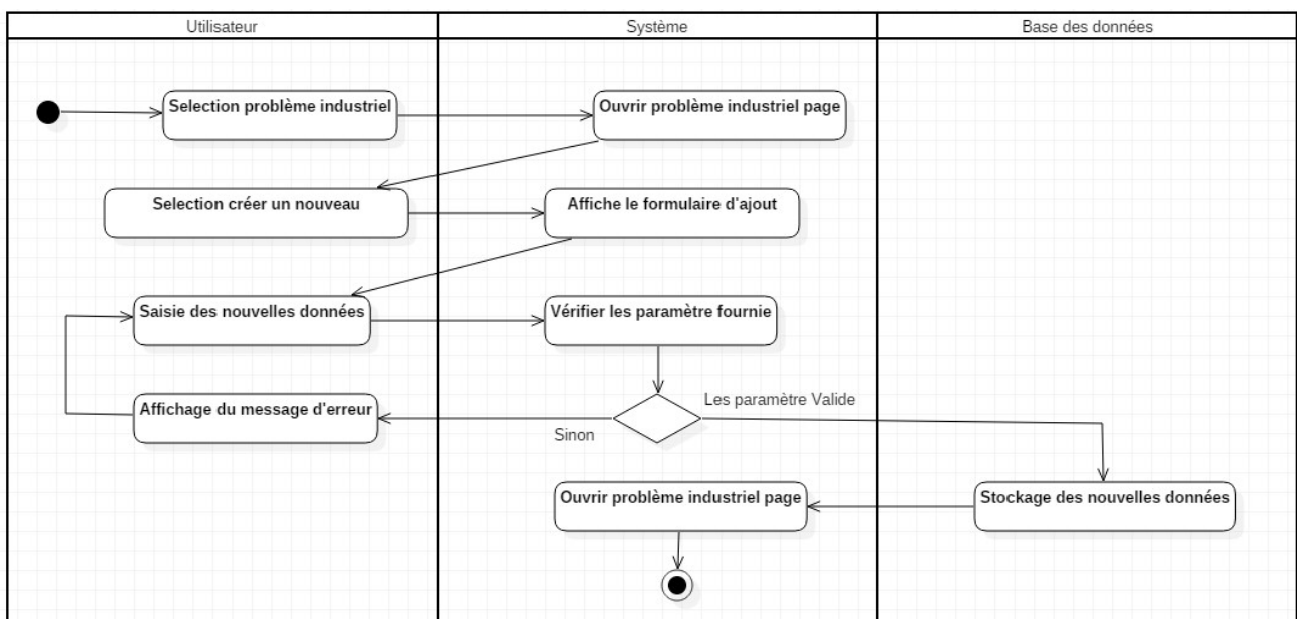 Utilisateur
Système
Base des données
Selection problème industriel
Ouvrir problème industriel page
Selection créer un nouveau
Affiche le formulaire d'ajout
Saisie des nouvelles données
Vérifier les paramètre fournie
Affichage du message d'erreur
Les paramètre Valide
Sinon
Ouvrir problème industriel page
Stockage des nouvelles données